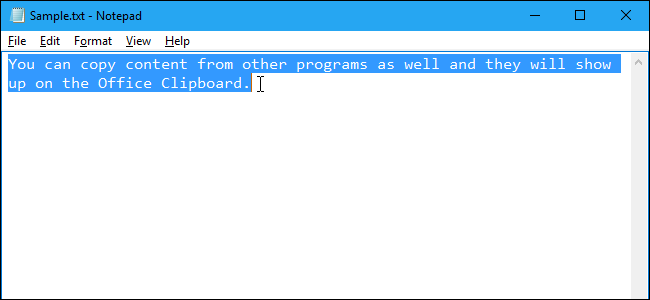 Sample.txt - Notepad
File Edit Format View Help
You can copy content from other programs as well and they will show
up on the Office Clipboard.